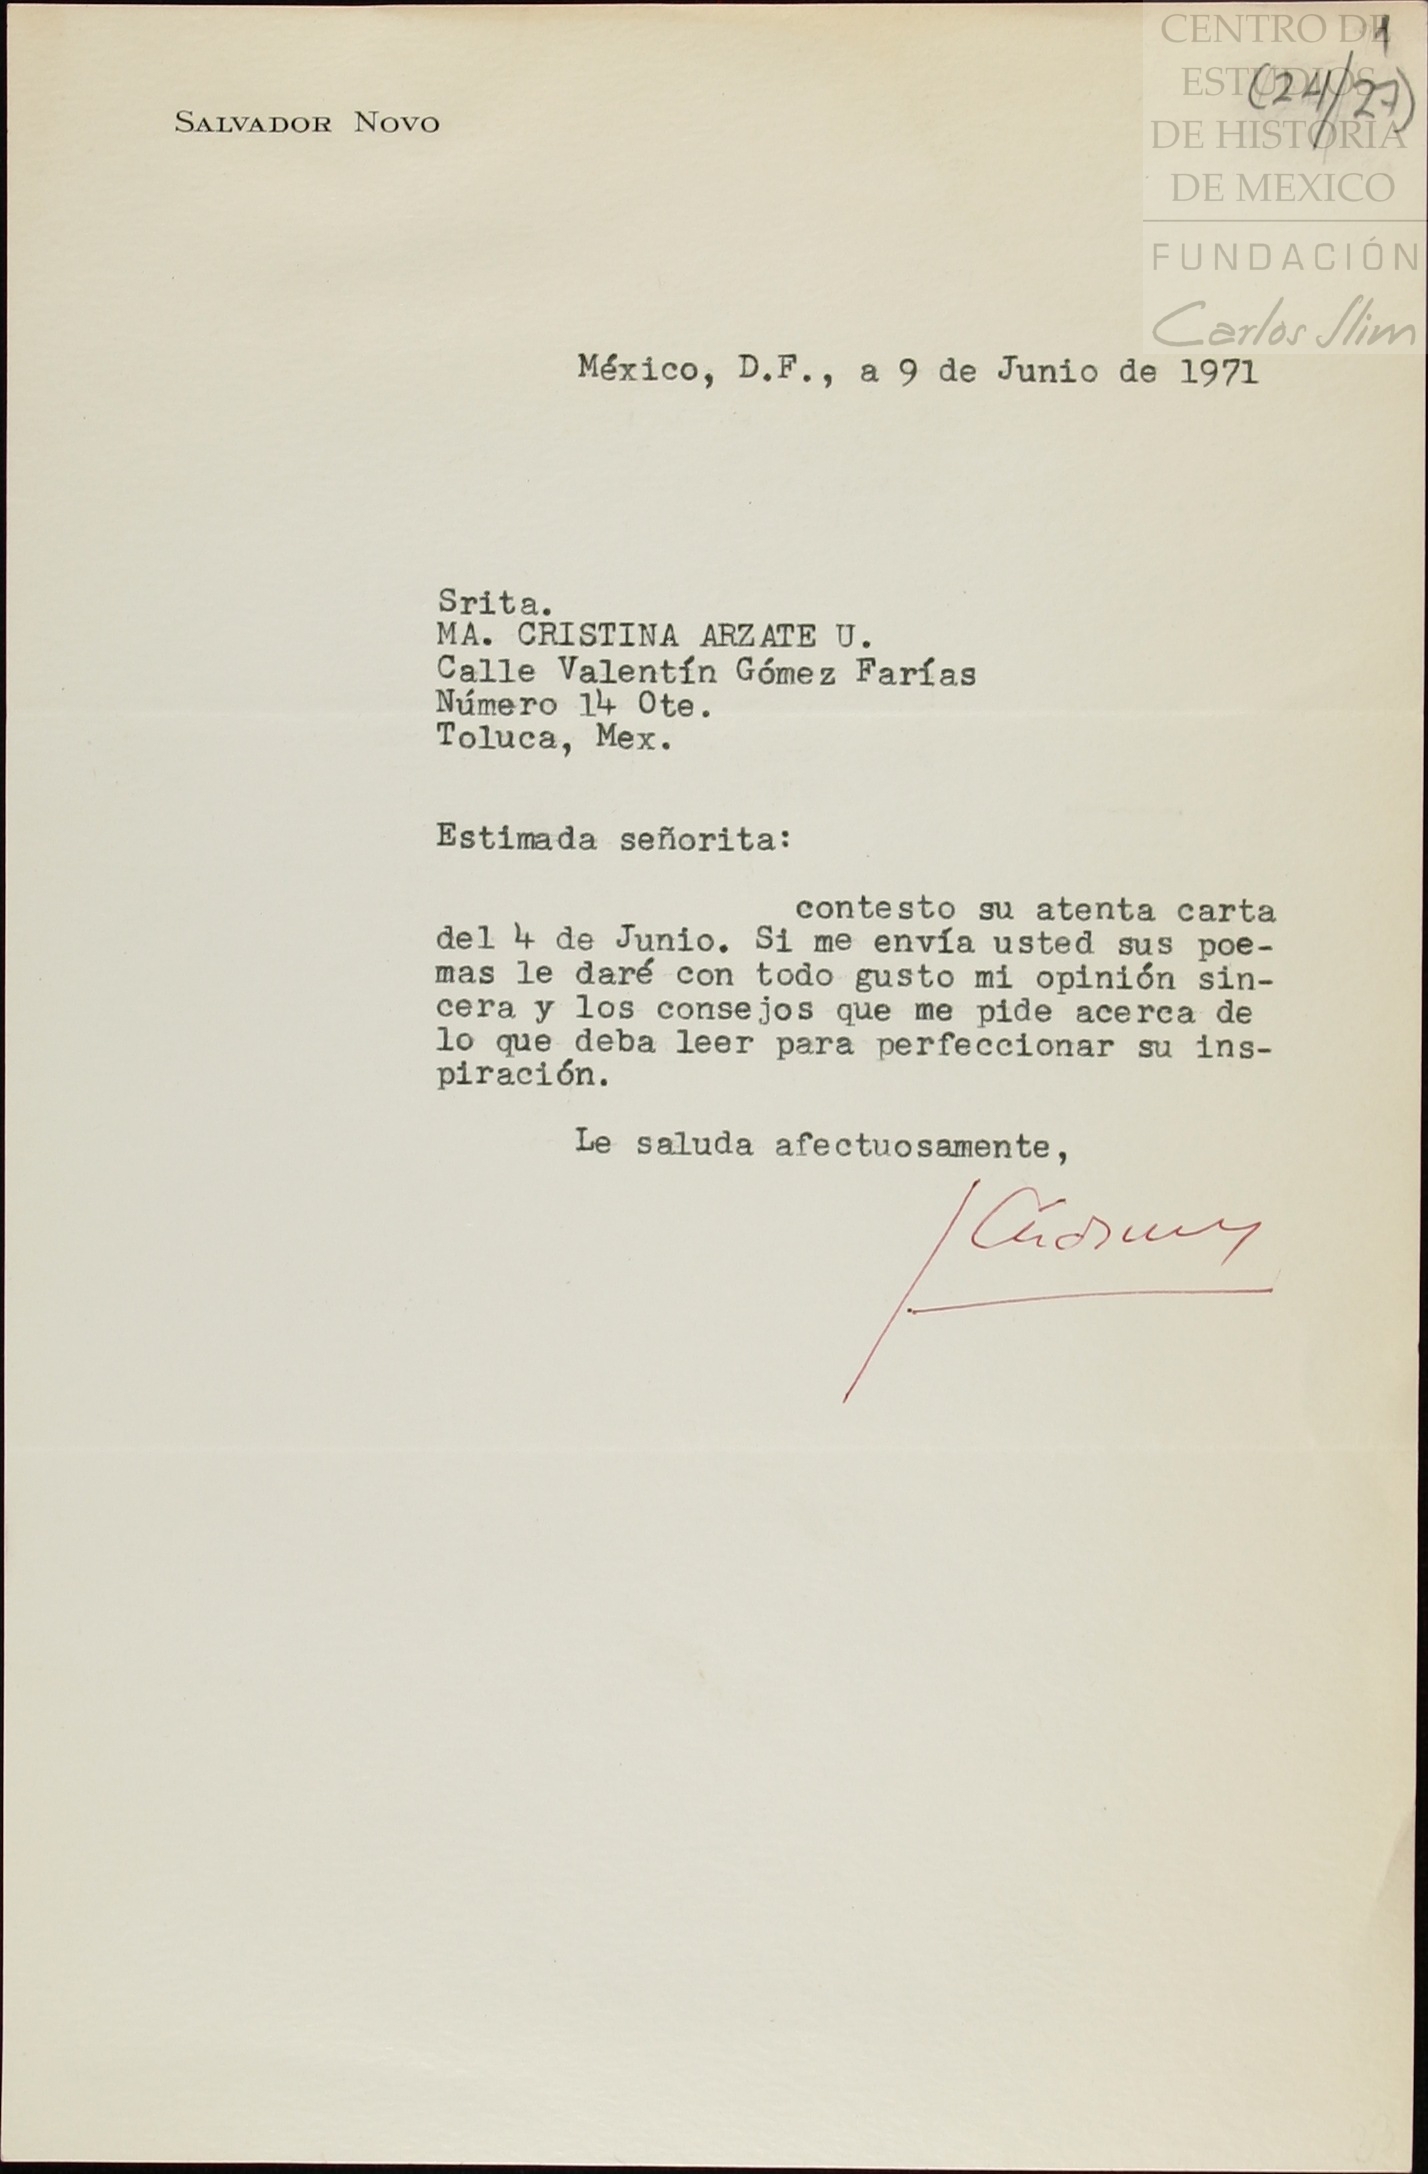 CENTRO DE
ESTUDIOS
DE HISTORIA
DE MEXICO
FUNDACIÓN
Carlos Slim
1
(24/27)
SALVADOR NOVO
México, D.F., a 9 de Junio de 1971
Srita.
MA. CRISTINA ARZATE U.
Calle Valentín Gómez Farías
Número 14 Ote.
Toluca, Mex.
Estimada señorita:
contesto su atenta carta
del 4 de Junio. Si me envía usted sus poe-
mas le daré con todo gusto mi opinión sin-
cera y los consejos que me pide acerca de
lo que deba leer para perfeccionar su ins-
piración.
Le saluda afectuosamente,